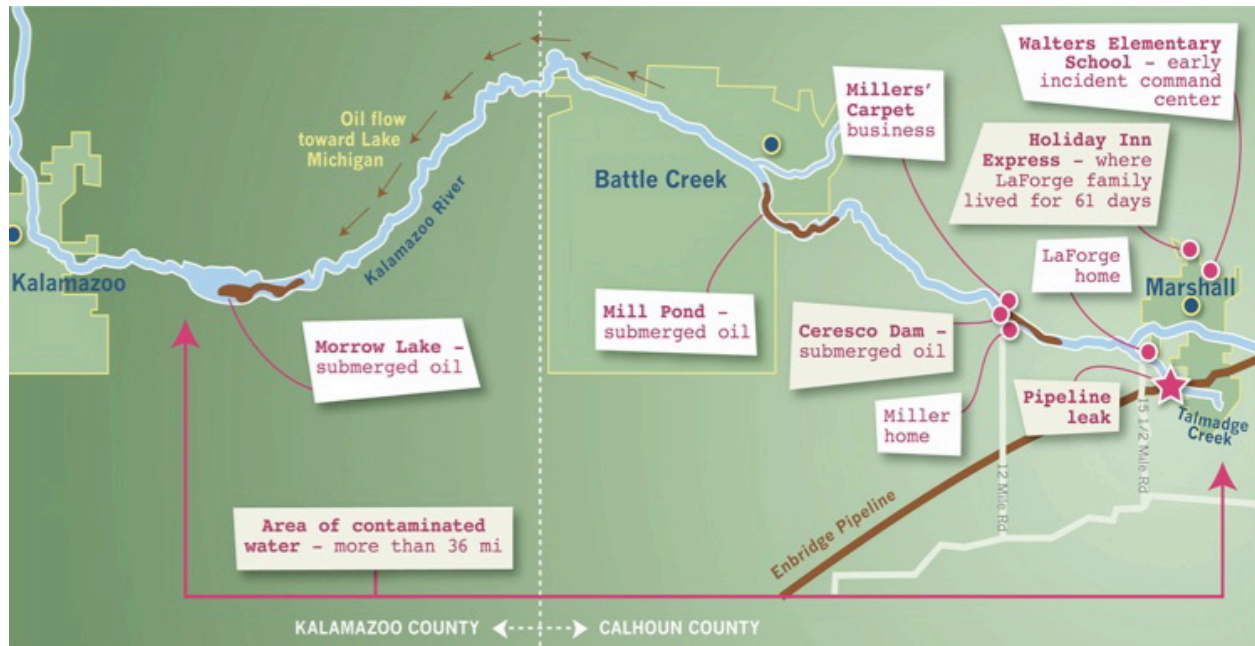 Walters Elementary
School – early
incident command
center
Millers’
Carpet
business
Holiday Inn
Express – where
LaForge family
lived for 61 days
Oil flow
toward Lake
Michigan
Battle Creek
Kalamazoo River
LaForge
home
Kalamazoo
Marshall
Mill Pond –
submerged oil
Ceresco Dam –
submerged oil
Morrow Lake –
submerged oil
Miller
home
Pipeline
leak
Talmadge
Creek
15 1/2 Mile Rd
12 Mile Rd
Enbridge Pipeline
Area of contaminated
water – more than 36 mi
KALAMAZOO COUNTY
CALHOUN COUNTY